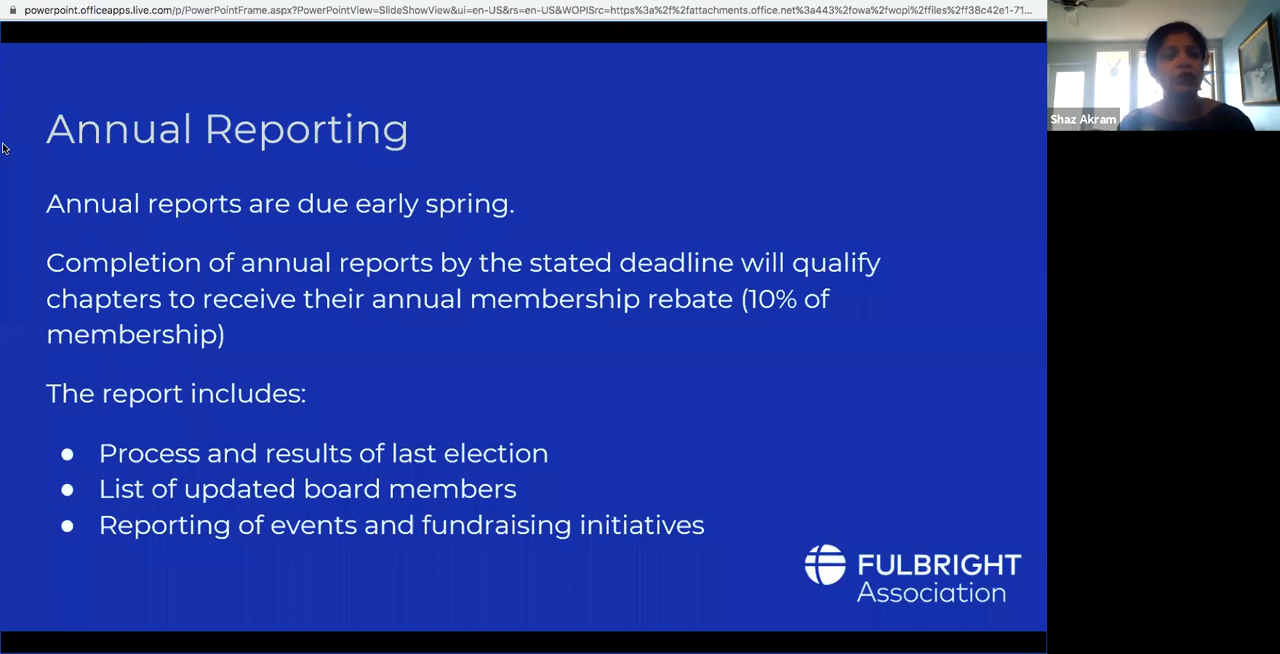 powerpoint.officeapps.live.com/p/PowerPointFrame.aspx?PowerPointView=SlideShowView&ui=en-US&rs=en-US&WOPISrc=https%3a%2f%2fattachments.office.net%3a443%2fowa%2fwopi%2ffiles%2ff38c42e1-71...
Shaz Akram
Annual Reporting
Annual reports are due early spring.
Completion of annual reports by the stated deadline will qualify
chapters to receive their annual membership rebate (10% of
membership)
The report includes:
● Process and results of last election
● List of updated board members
● Reporting of events and fundraising initiatives
FULBRIGHT
Association